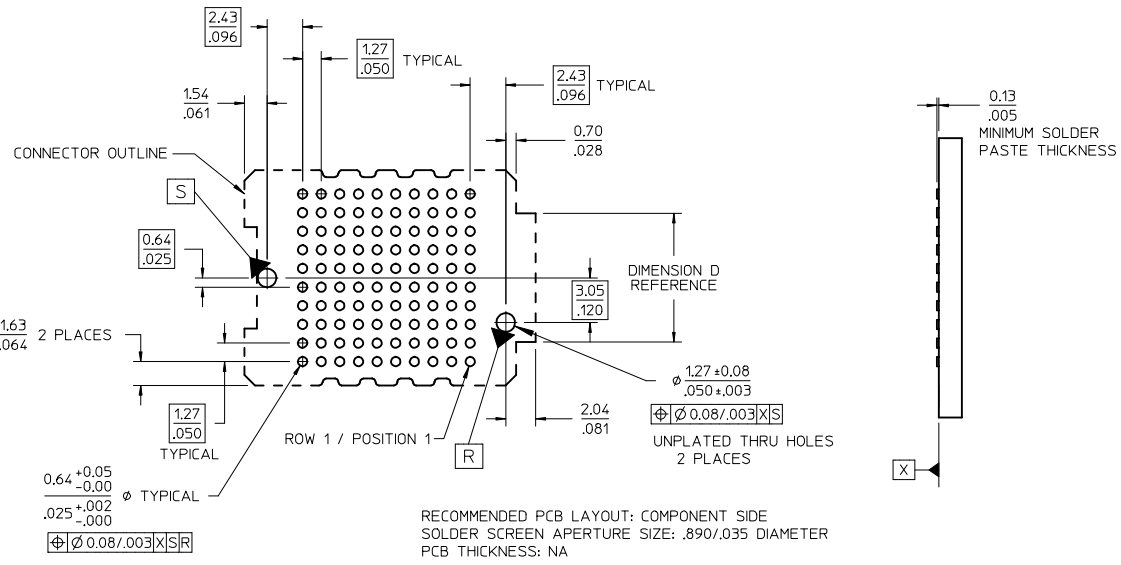 2.43
.096
1.27
.050
TYPICAL
2.43
.096
TYPICAL
1.54
.061
0.70
.028
0.13
.005
MINIMUM SOLDER
PASTE THICKNESS
CONNECTOR OUTLINE
S
0.64
.025
DIMENSION D
REFERENCE
3.05
.120
1.63
.064
2 PLACES
1.27
.050
TYPICAL
ROW 1 / POSITION 1
R
2.04
.081
⌀ 1.27 ±0.08
.050 ±.003
⌖ ⌀ 0.08/.003 X S
UNPLATED THRU HOLES
2 PLACES
X
0.64 +0.05
-0.00
⌀ TYPICAL
.025 +.002
-.000
⌖ ⌀ 0.08/.003 X S R
RECOMMENDED PCB LAYOUT: COMPONENT SIDE
SOLDER SCREEN APERTURE SIZE: .890/.035 DIAMETER
PCB THICKNESS: NA